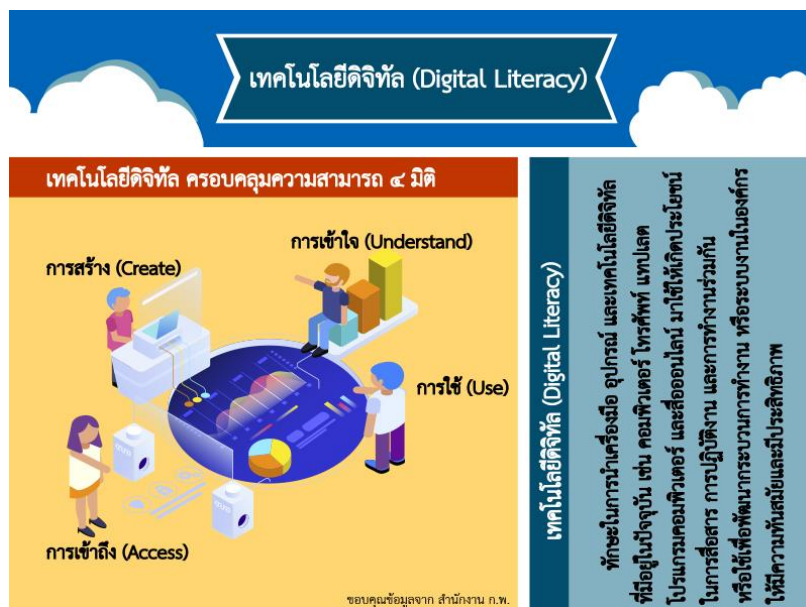 เทคโนโลยีดิจิทัล (Digital Literacy)
เทคโนโลยีดิจิทัล ครอบคลุมความสามารถ ๔ มิติ
การเข้าใจ (Understand)
การสร้าง (Create)
การใช้ (Use)
การเข้าถึง (Access)
ขอบคุณข้อมูลจาก สำนักงาน ก.พ.
เทคโนโลยีดิจิทัล (Digital Literacy)
ทักษะในการนำเครื่องมือ อุปกรณ์ และเทคโนโลยีดิจิทัล
ที่มีอยู่ในปัจจุบัน เช่น คอมพิวเตอร์ โทรศัพท์ แทปเลต
โปรแกรมคอมพิวเตอร์ และสื่อออนไลน์ มาใช้ให้เกิดประโยชน์
ในการสื่อสาร การปฏิบัติงาน และการทำงานร่วมกัน
หรือใช้เพื่อพัฒนากระบวนการทำงาน หรือระบบงานในองค์กร
ให้มีความทันสมัยและมีประสิทธิภาพ